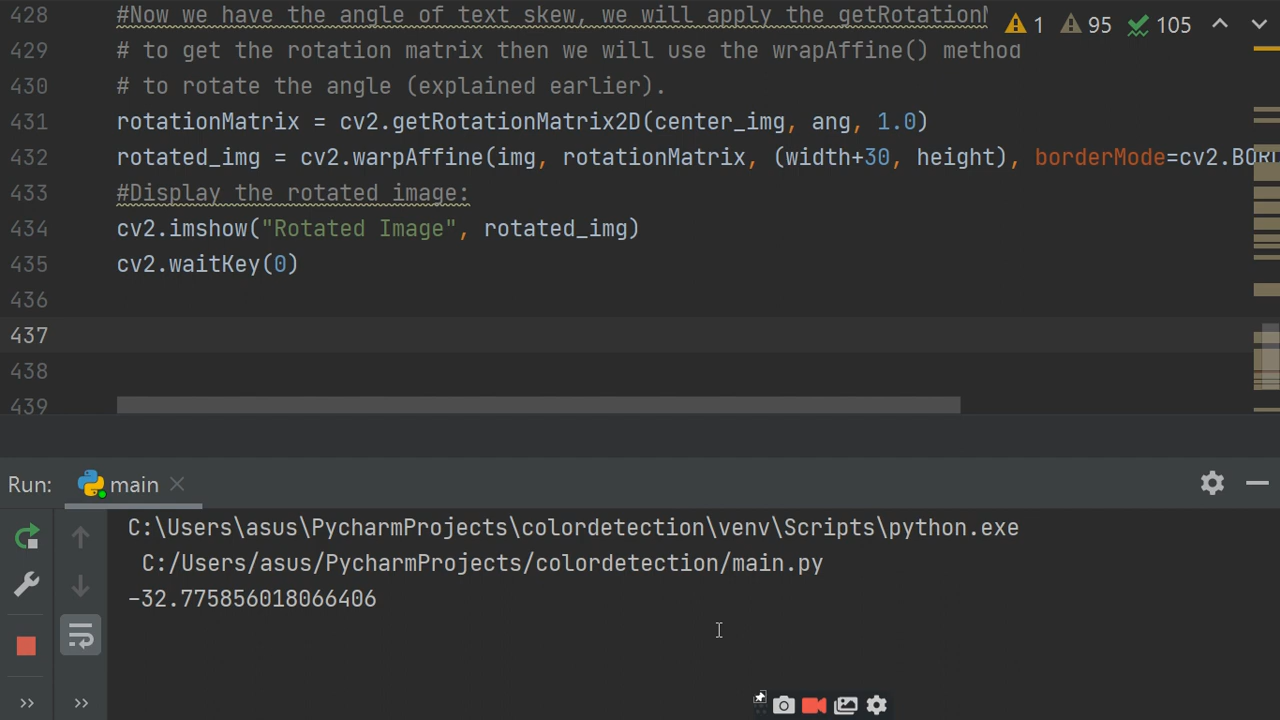 428 #Now we have the angle of text skew, we will apply the getRotation
1 95 105
429 # to get the rotation matrix then we will use the wrapAffine() method
430 # to rotate the angle (explained earlier).
431 rotationMatrix = cv2.getRotationMatrix2D(center_img, ang, 1.0)
432 rotated_img = cv2.warpAffine(img, rotationMatrix, (width+30, height), borderMode=cv2.BOR
433 #Display the rotated image:
434 cv2.imshow("Rotated Image", rotated_img)
435 cv2.waitKey(0)
436
437
438
439
Run: main
C:\Users\asus\PycharmProjects\colordetection\venv\Scripts\python.exe
C:/Users/asus/PycharmProjects/colordetection/main.py
-32.775856018066406